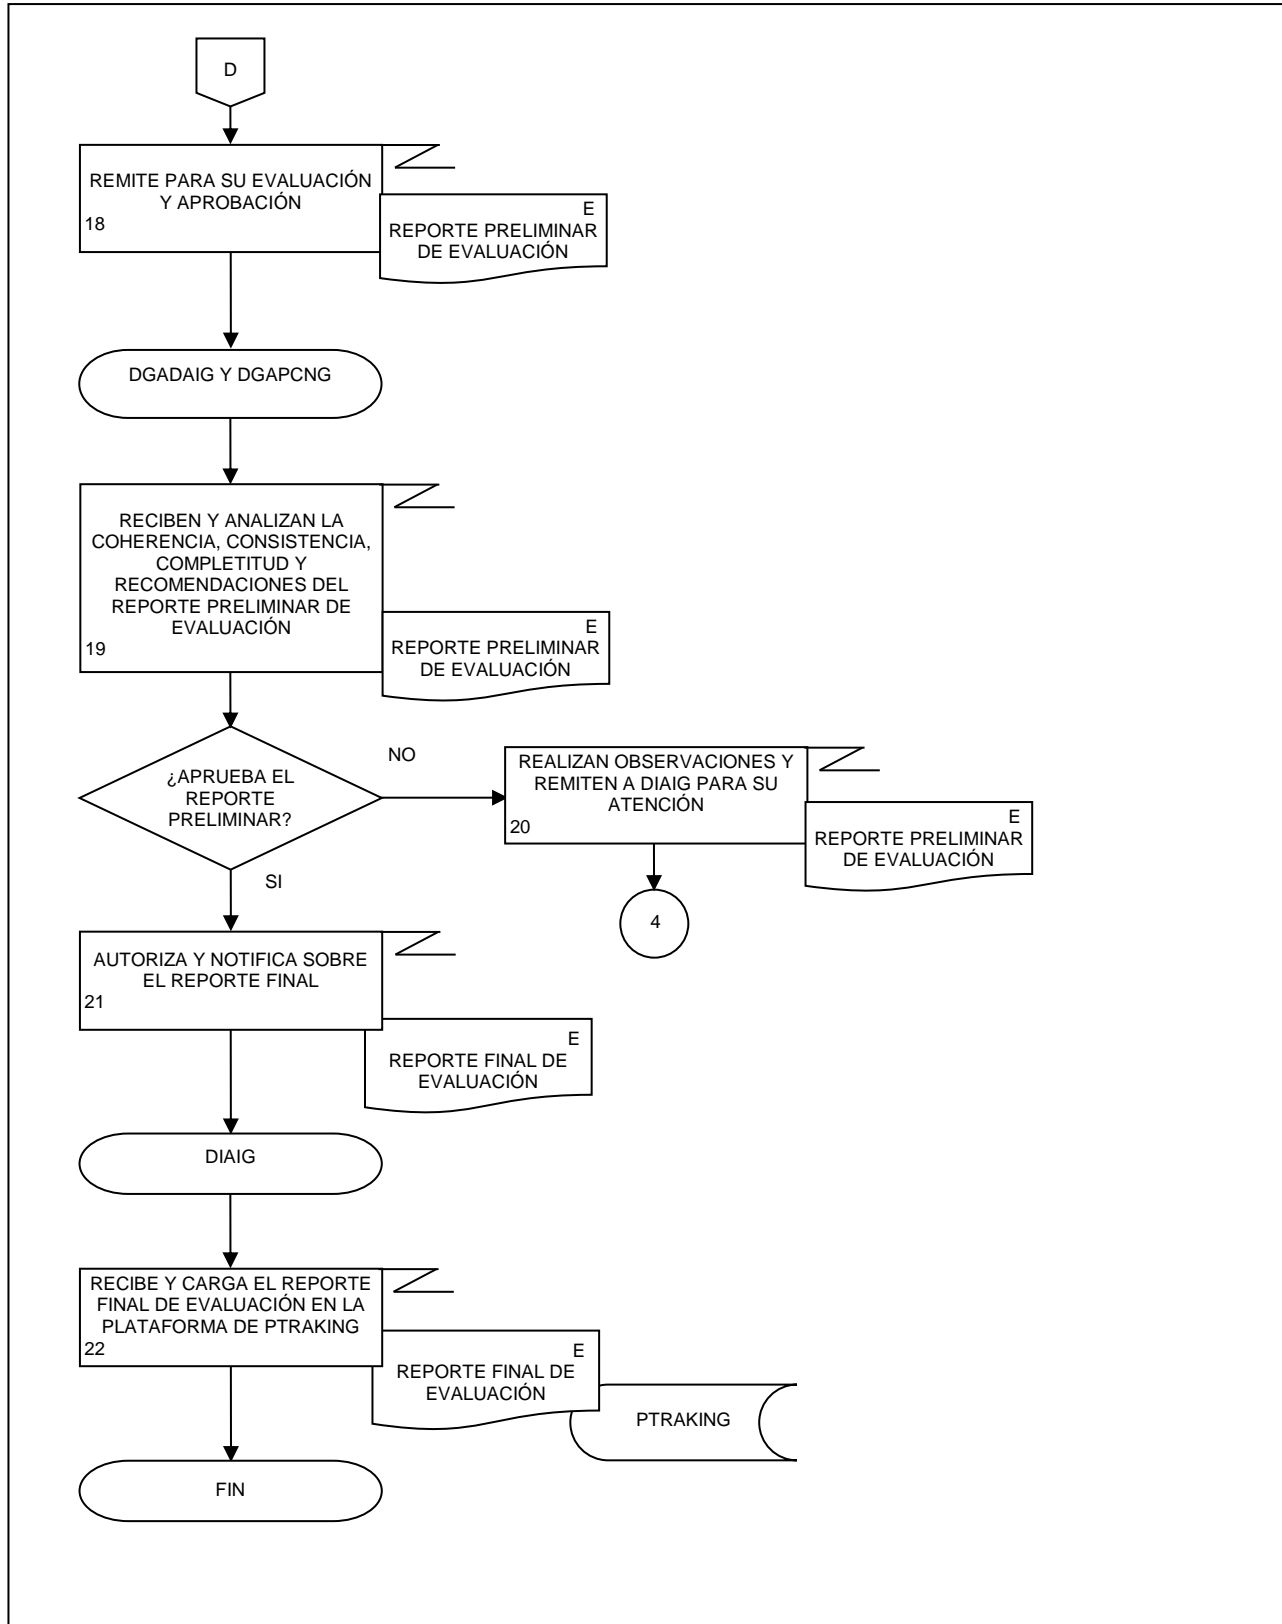 D
REMITE PARA SU EVALUACIÓN
Y APROBACIÓN
18
E
REPORTE PRELIMINAR
DE EVALUACIÓN
DGADAIG Y DGAPCNG
RECIBEN Y ANALIZAN LA
COHERENCIA, CONSISTENCIA,
COMPLETITUD Y
RECOMENDACIONES DEL
REPORTE PRELIMINAR DE
EVALUACIÓN
19
E
REPORTE PRELIMINAR
DE EVALUACIÓN
¿APRUEBA EL
REPORTE
PRELIMINAR?
NO
REALIZAN OBSERVACIONES Y
REMITEN A DIAIG PARA SU
ATENCIÓN
20
E
REPORTE PRELIMINAR
DE EVALUACIÓN
4
SI
AUTORIZA Y NOTIFICA SOBRE
EL REPORTE FINAL
21
E
REPORTE FINAL DE
EVALUACIÓN
DIAIG
RECIBE Y CARGA EL REPORTE
FINAL DE EVALUACIÓN EN LA
PLATAFORMA DE PTRAKING
22
E
REPORTE FINAL DE
EVALUACIÓN
PTRAKING
FIN